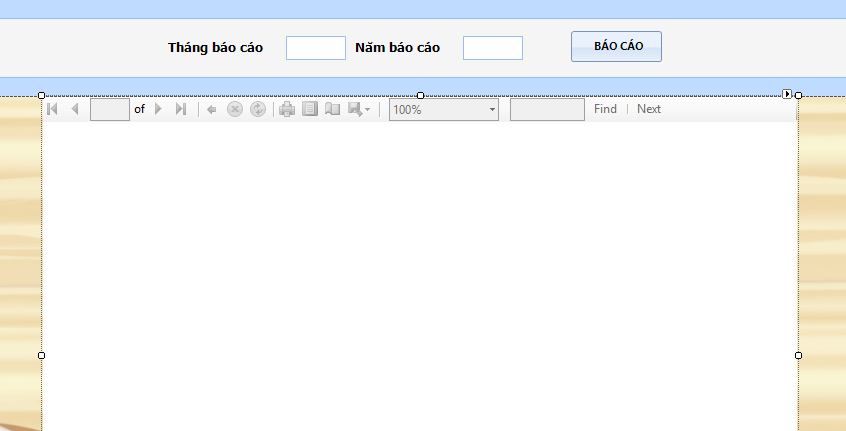 Tháng báo cáo Năm báo cáo BÁO CÁO
of 100% Find Next